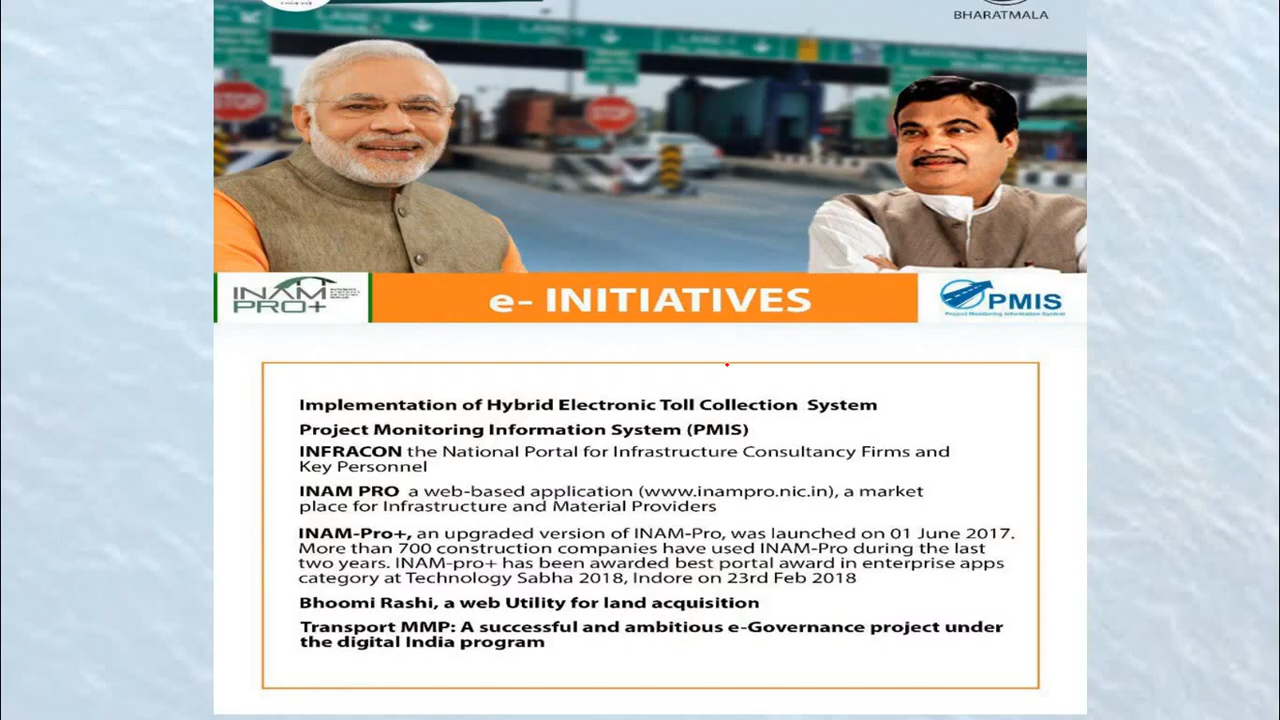 BHARATMALA
STOP
STOP
INAM
PRO+
e- INITIATIVES
PMIS
Project Monitoring Information System
Implementation of Hybrid Electronic Toll Collection System
Project Monitoring Information System (PMIS)
INFRACON the National Portal for Infrastructure Consultancy Firms and
Key Personnel
INAM PRO a web-based application (www.inampro.nic.in), a market
place for Infrastructure and Material Providers
INAM-Pro+, an upgraded version of INAM-Pro, was launched on 01 June 2017.
More than 700 construction companies have used INAM-Pro during the last
two years. INAM-pro+ has been awarded best portal award in enterprise apps
category at Technology Sabha 2018, Indore on 23rd Feb 2018
Bhoomi Rashi, a web Utility for land acquisition
Transport MMP: A successful and ambitious e-Governance project under
the digital India program